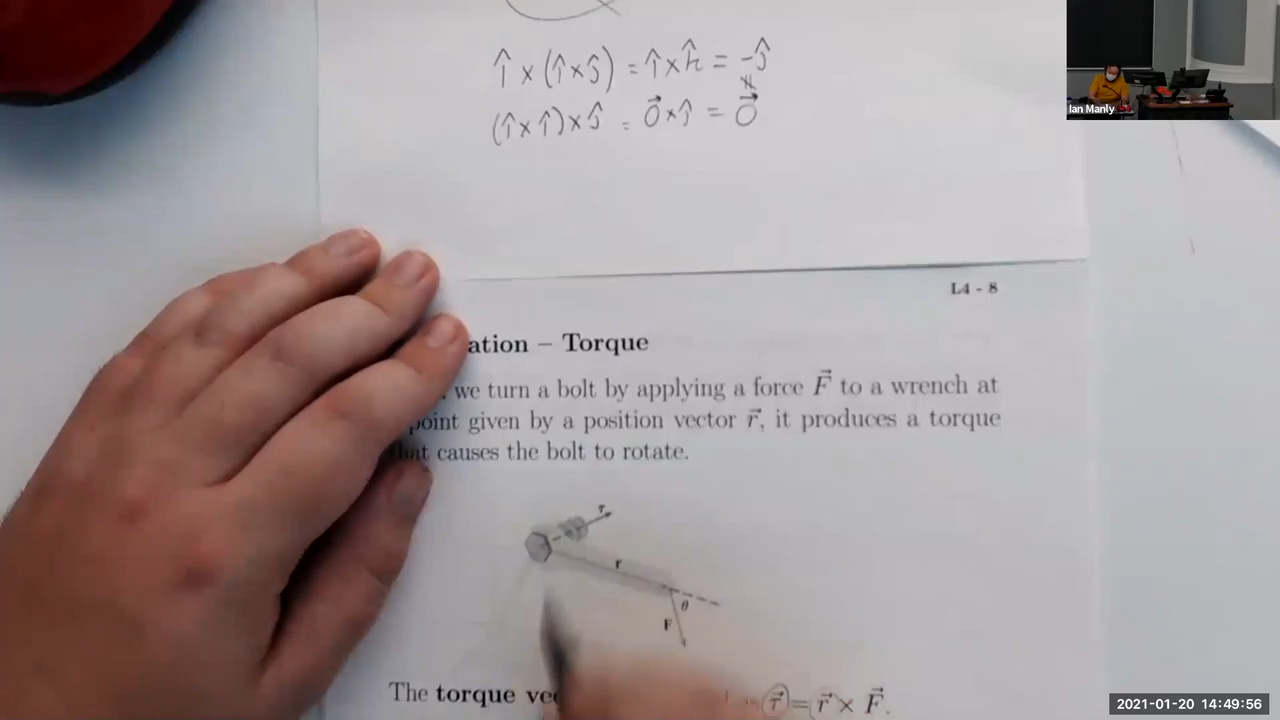 î × (î × ĵ) = î × k̂ = -ĵ
(î × î) × ĵ = 0⃗ × ĵ = 0⃗
Ian Manly
L4 - 8
– Torque
we turn a bolt by applying a force F⃗ to a wrench at
point given by a position vector r⃗, it produces a torque
that causes the bolt to rotate.
τ
r
θ
F
The torque
τ⃗ = r⃗ × F⃗.
2021-01-20 14:49:56